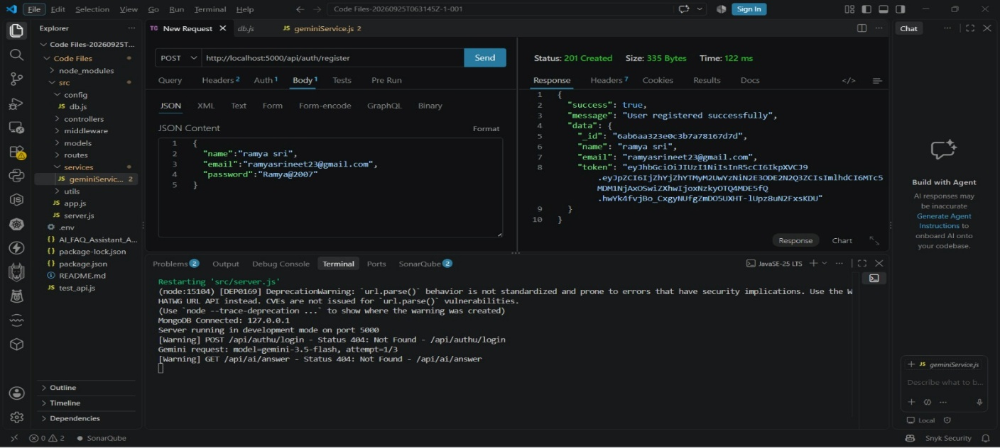 File Edit Selection View Go Run Terminal Help
Code Files-20260925T063145Z-1-001
Sign In
Explorer
Code Files-20260925T...
Code Files
node_modules
src
config
JS db.js
controllers
middleware
models
routes
services
JS geminiServic... 2
utils
JS app.js
JS server.js
.env
{} AI_FAQ_Assistant_A...
{} package-lock.json
{} package.json
README.md
JS test_api.js
Outline
Timeline
Dependencies
TC New Request
db.js
JS geminiService.js 2
POST http://localhost:5000/api/auth/register Send
Query Headers 2 Auth 1 Body 1 Tests Pre Run
JSON XML Text Form Form-encode GraphQL Binary
JSON Content Format
1 {
2 "name":"ramya sri",
3 "email":"ramyasrineet23@gmail.com",
4 "password":"Ramya@2007"
5 }
Status: 201 Created Size: 335 Bytes Time: 122 ms
Response Headers 7 Cookies Results Docs
1 {
2 "success": true,
3 "message": "User registered successfully",
4 "data": {
5 "_id": "6ab6aa323e0c3b7a78167d7d",
6 "name": "ramya sri",
7 "email": "ramyasrineet23@gmail.com",
8 "token":
9 }
10 }
Response Chart
Problems 2 Output Debug Console Terminal Ports SonarQube 2
JavaSE-25 LTS
Restarting 'src/server.js'
(node:15104) [DEP0169] DeprecationWarning: `url.parse()` behavior is not standardized and prone to errors that have security implications. Use the W
HATWG URL API instead. CVEs are not issued for `url.parse()` vulnerabilities.
(Use `node --trace-deprecation ...` to show where the warning was created)
MongoDB Connected: 127.0.0.1
Server running in development mode on port 5000
[Warning] POST /api/authu/login - Status 404: Not Found - /api/authu/login
Gemini request: model=gemini-3.5-flash, attempt=1/3
[Warning] GET /api/ai/answer - Status 404: Not Found - /api/ai/answer
Chat
Build with Agent
AI responses may
be inaccurate
Generate Agent
Instructions to
onboard AI onto
your codebase.
JS geminiService.js
Describe what to b...
Local
0 2 SonarQube
Snyk Security